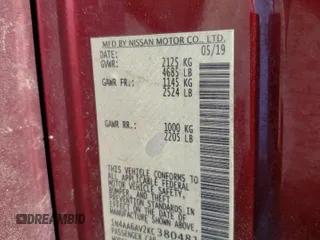 MFD BY NISSAN MOTOR CO., LTD.
DATE: 05/19
GVWR: 2125 KG
4685 LB
GAWR FR.: 1145 KG
2524 LB
GAWR RR.: 1000 KG
2205 LB
THIS VEHICLE CONFORMS TO ALL
APPLICABLE FEDERAL MOTOR
VEHICLE SAFETY, BUMPER, AND
THEFT PREVENTION STANDARDS
IN EFFECT ON THE DATE OF
MANUFACTURE SHOWN ABOVE.
1N4AA6AV2KC380481
PASSENGER CAR
DREAMBID